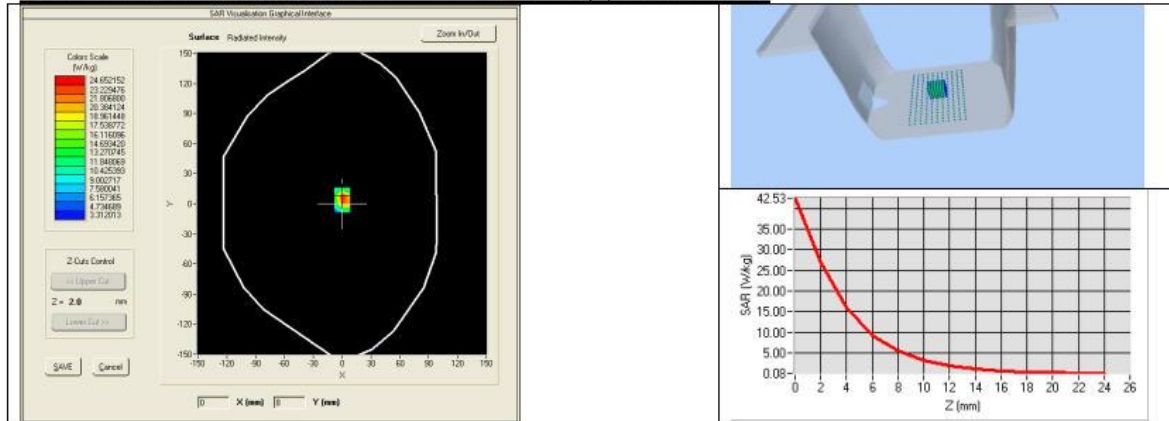 SAR Visualisation Graphical Interface
Surface Radiated Intensity
Zoom In/Out
Colors Scale
(W/kg)
24.652152
23.229476
21.806800
20.384124
18.961448
17.538772
16.116096
14.693420
13.270745
11.848069
10.425393
9.002717
7.580041
6.157365
4.734689
3.312013
Z-Cuts Control
<< Upper Cut
Z = 2.0 mm
Lower Cut >>
SAVE Cancel
150
120
90
60
30
0
-30
-60
-90
-120
-150
Y
-150 -120 -90 -60 -30 0 30 60 90 120 150
X
0 X (mm) 8 Y (mm)
42.53
35.00
30.00
25.00
20.00
15.00
10.00
5.00
0.08
SAR (W/kg)
0 2 4 6 8 10 12 14 16 18 20 22 24 26
Z (mm)